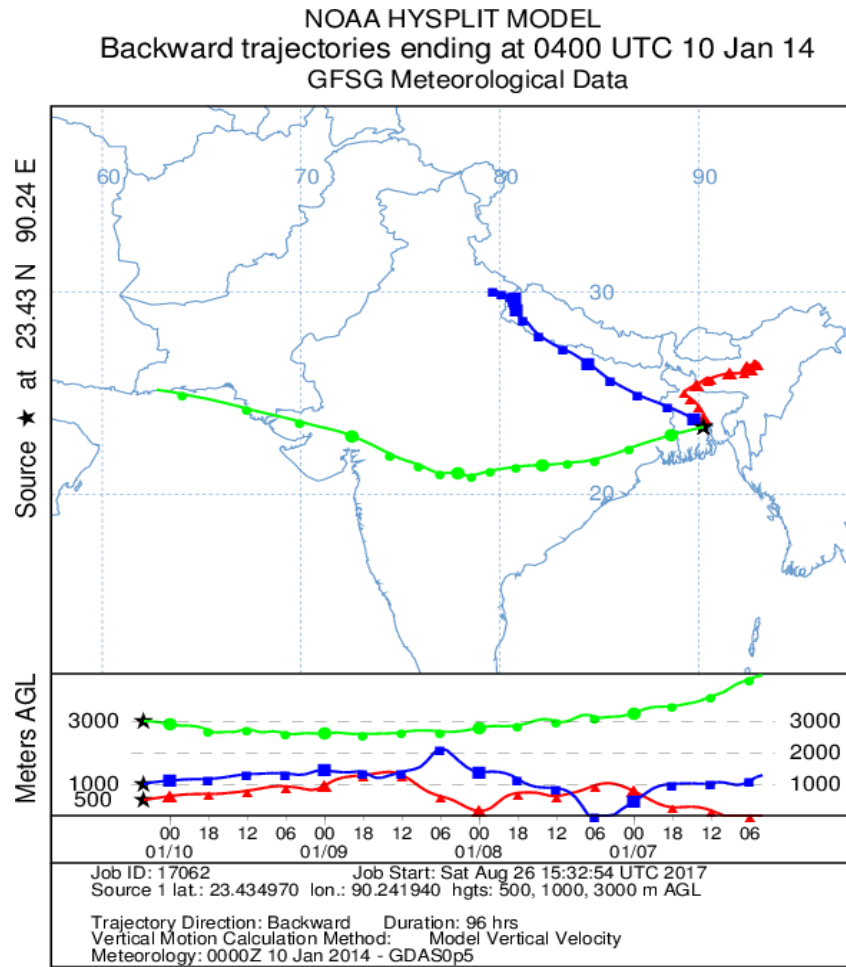 NOAA HYSPLIT MODEL
Backward trajectories ending at 0400 UTC 10 Jan 14
GFSG Meteorological Data
Source ★ at 23.43 N 90.24 E
60 70 80 90
30
20
Meters AGL
3000 3000
2000
1000 1000
500
00 18 12 06 00 18 12 06 00 18 12 06 00 18 12 06
01/10 01/09 01/08 01/07
Job ID: 17062 Job Start: Sat Aug 26 15:32:54 UTC 2017
Source 1 lat.: 23.434970 lon.: 90.241940 hgts: 500, 1000, 3000 m AGL
Trajectory Direction: Backward Duration: 96 hrs
Vertical Motion Calculation Method: Model Vertical Velocity
Meteorology: 0000Z 10 Jan 2014 - GDAS0p5